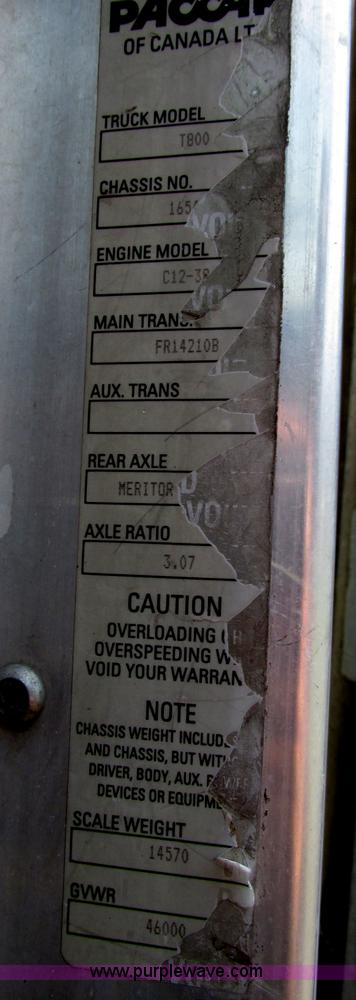 PACCAR
OF CANADA LT
TRUCK MODEL
T800
CHASSIS NO.
165
ENGINE MODEL
C12-3
MAIN TRANS.
FR14210B
AUX. TRANS
REAR AXLE
MERITOR
AXLE RATIO
3.07
CAUTION
OVERLOADING
OVERSPEEDING W
VOID YOUR WARRAN
NOTE
CHASSIS WEIGHT INCLUD
AND CHASSIS, BUT WITH
DRIVER, BODY, AUX.
DEVICES OR EQUIPM
SCALE WEIGHT
14570
GVWR
46000
www.purplewave.com